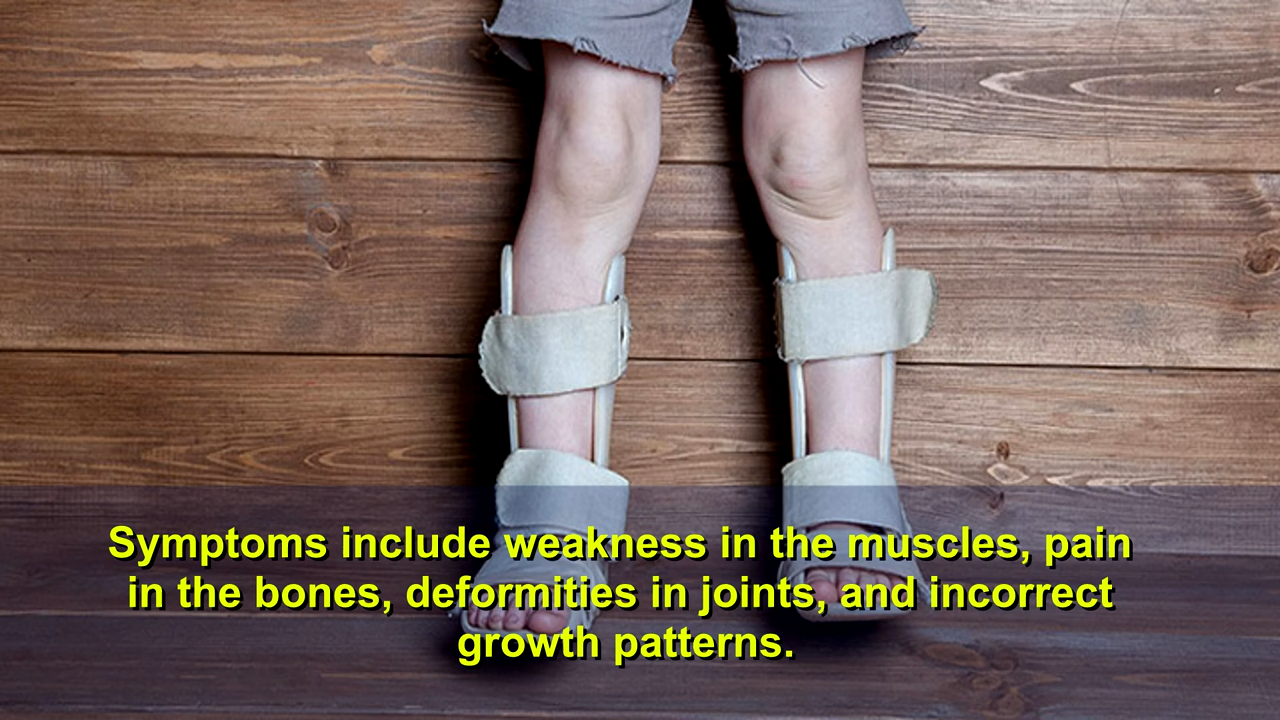 Symptoms include weakness in the muscles, pain
in the bones, deformities in joints, and incorrect
growth patterns.